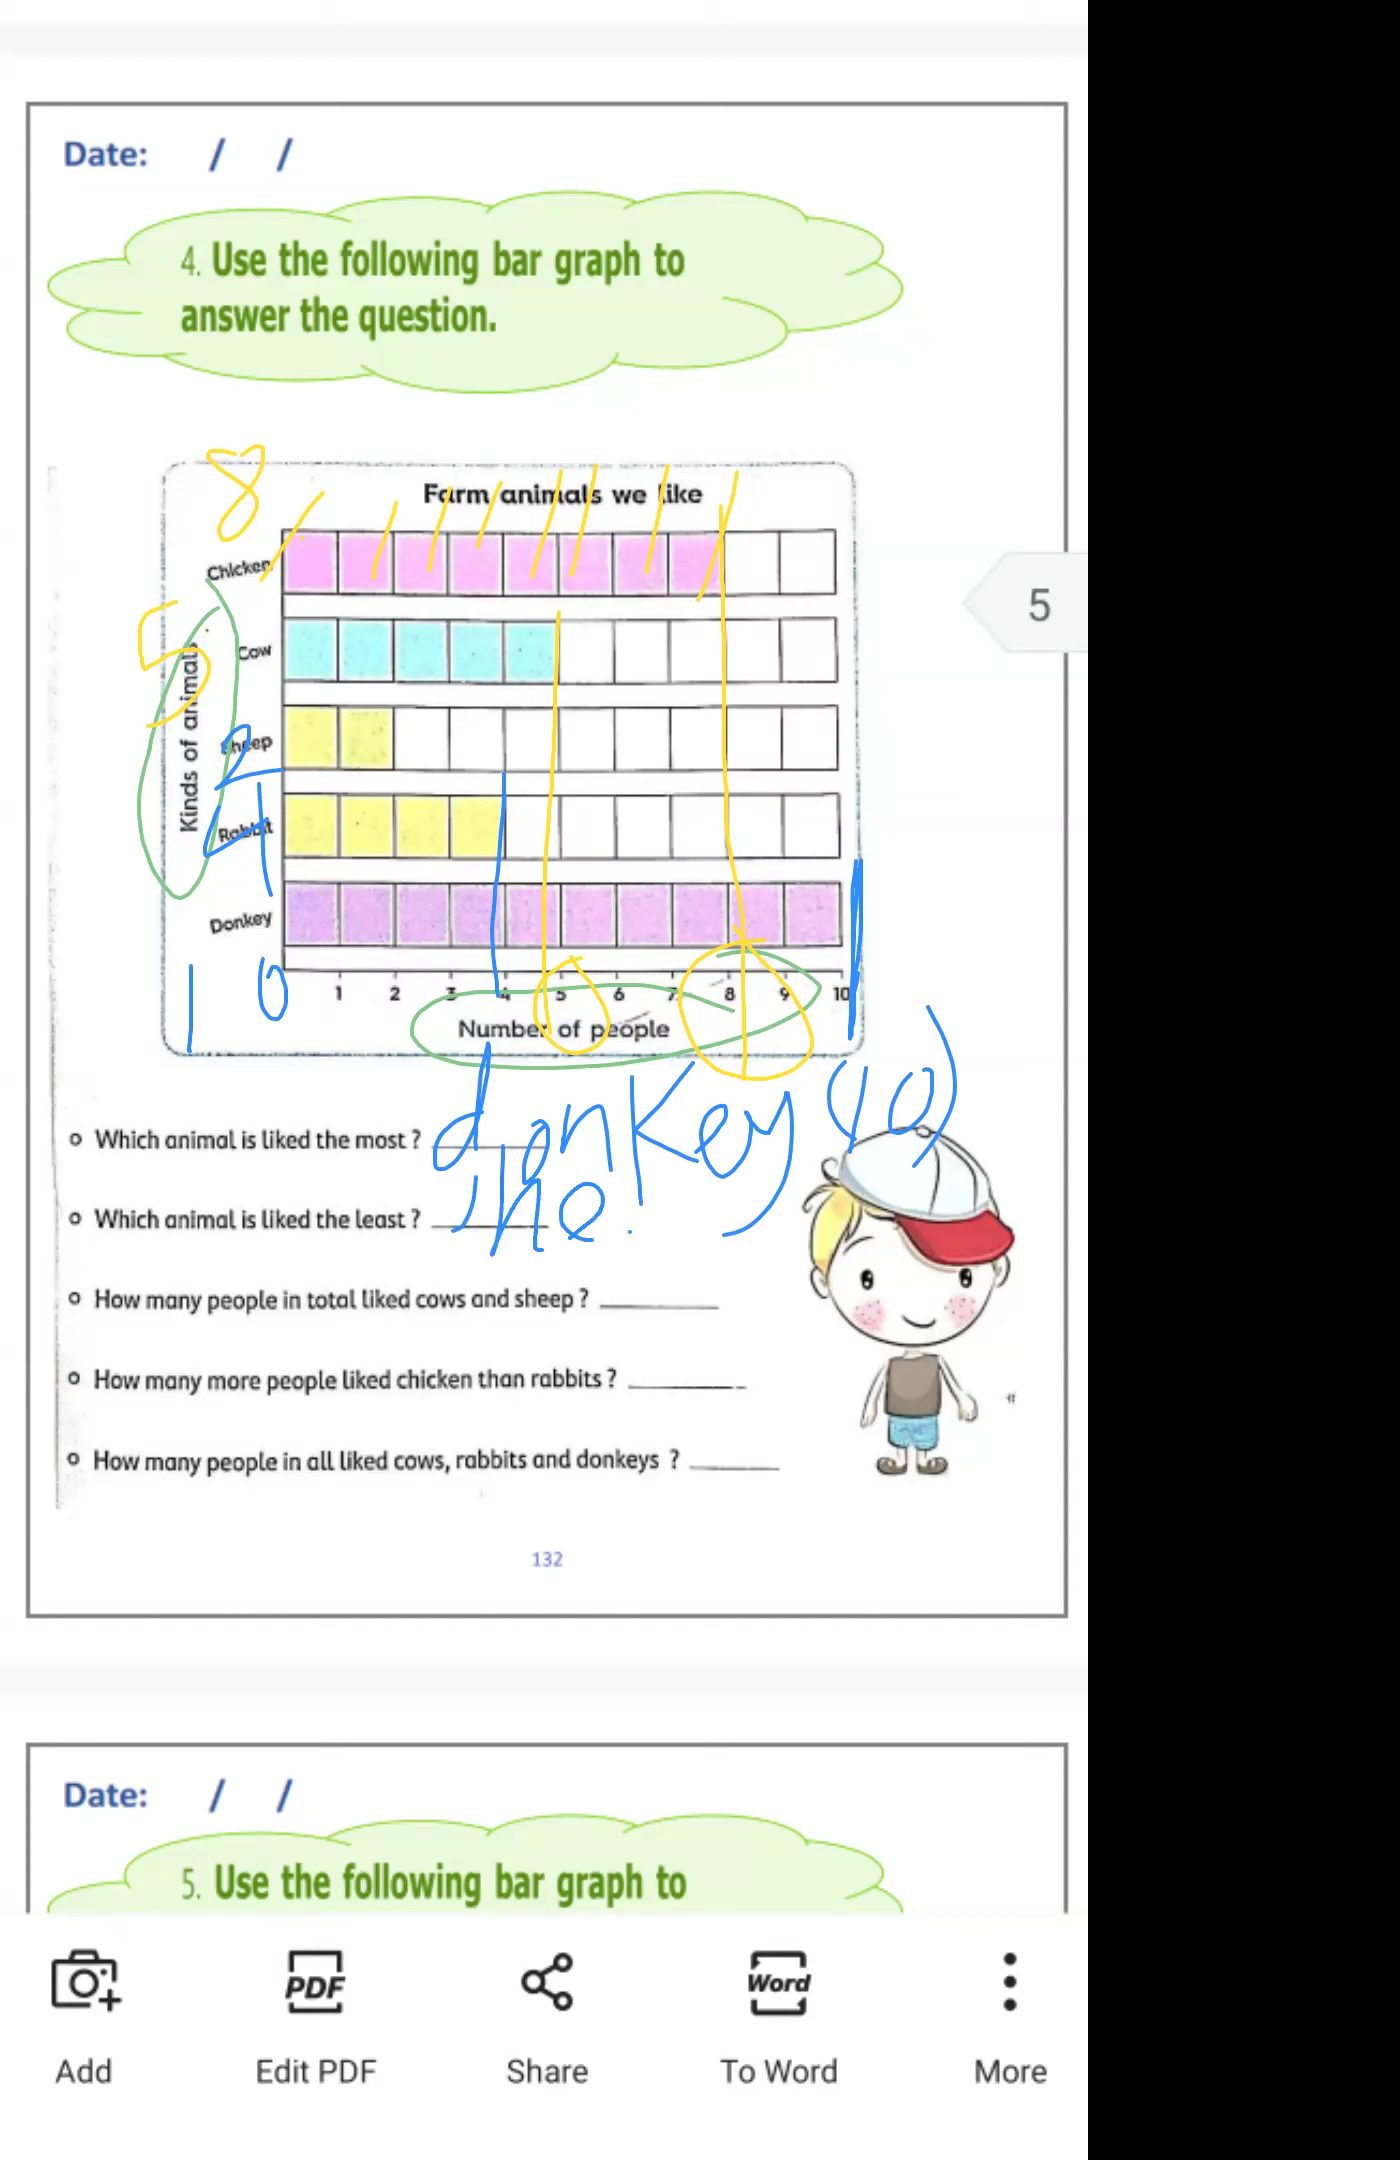 Date: / /
4. Use the following bar graph to
answer the question.
8
Farm animals we like
Chicken
5
Cow
5
Kinds of animals
2
Sheep
4
Rabbit
Donkey
10
1 2 3 4 5 6 7 8 9 10
Number of people
Which animal is liked the most ? donkey (10)
Which animal is liked the least ? she
How many people in total liked cows and sheep ?
How many more people liked chicken than rabbits ?
How many people in all liked cows, rabbits and donkeys ?
132
Date: / /
5. Use the following bar graph to
PDF Word
Add Edit PDF Share To Word More